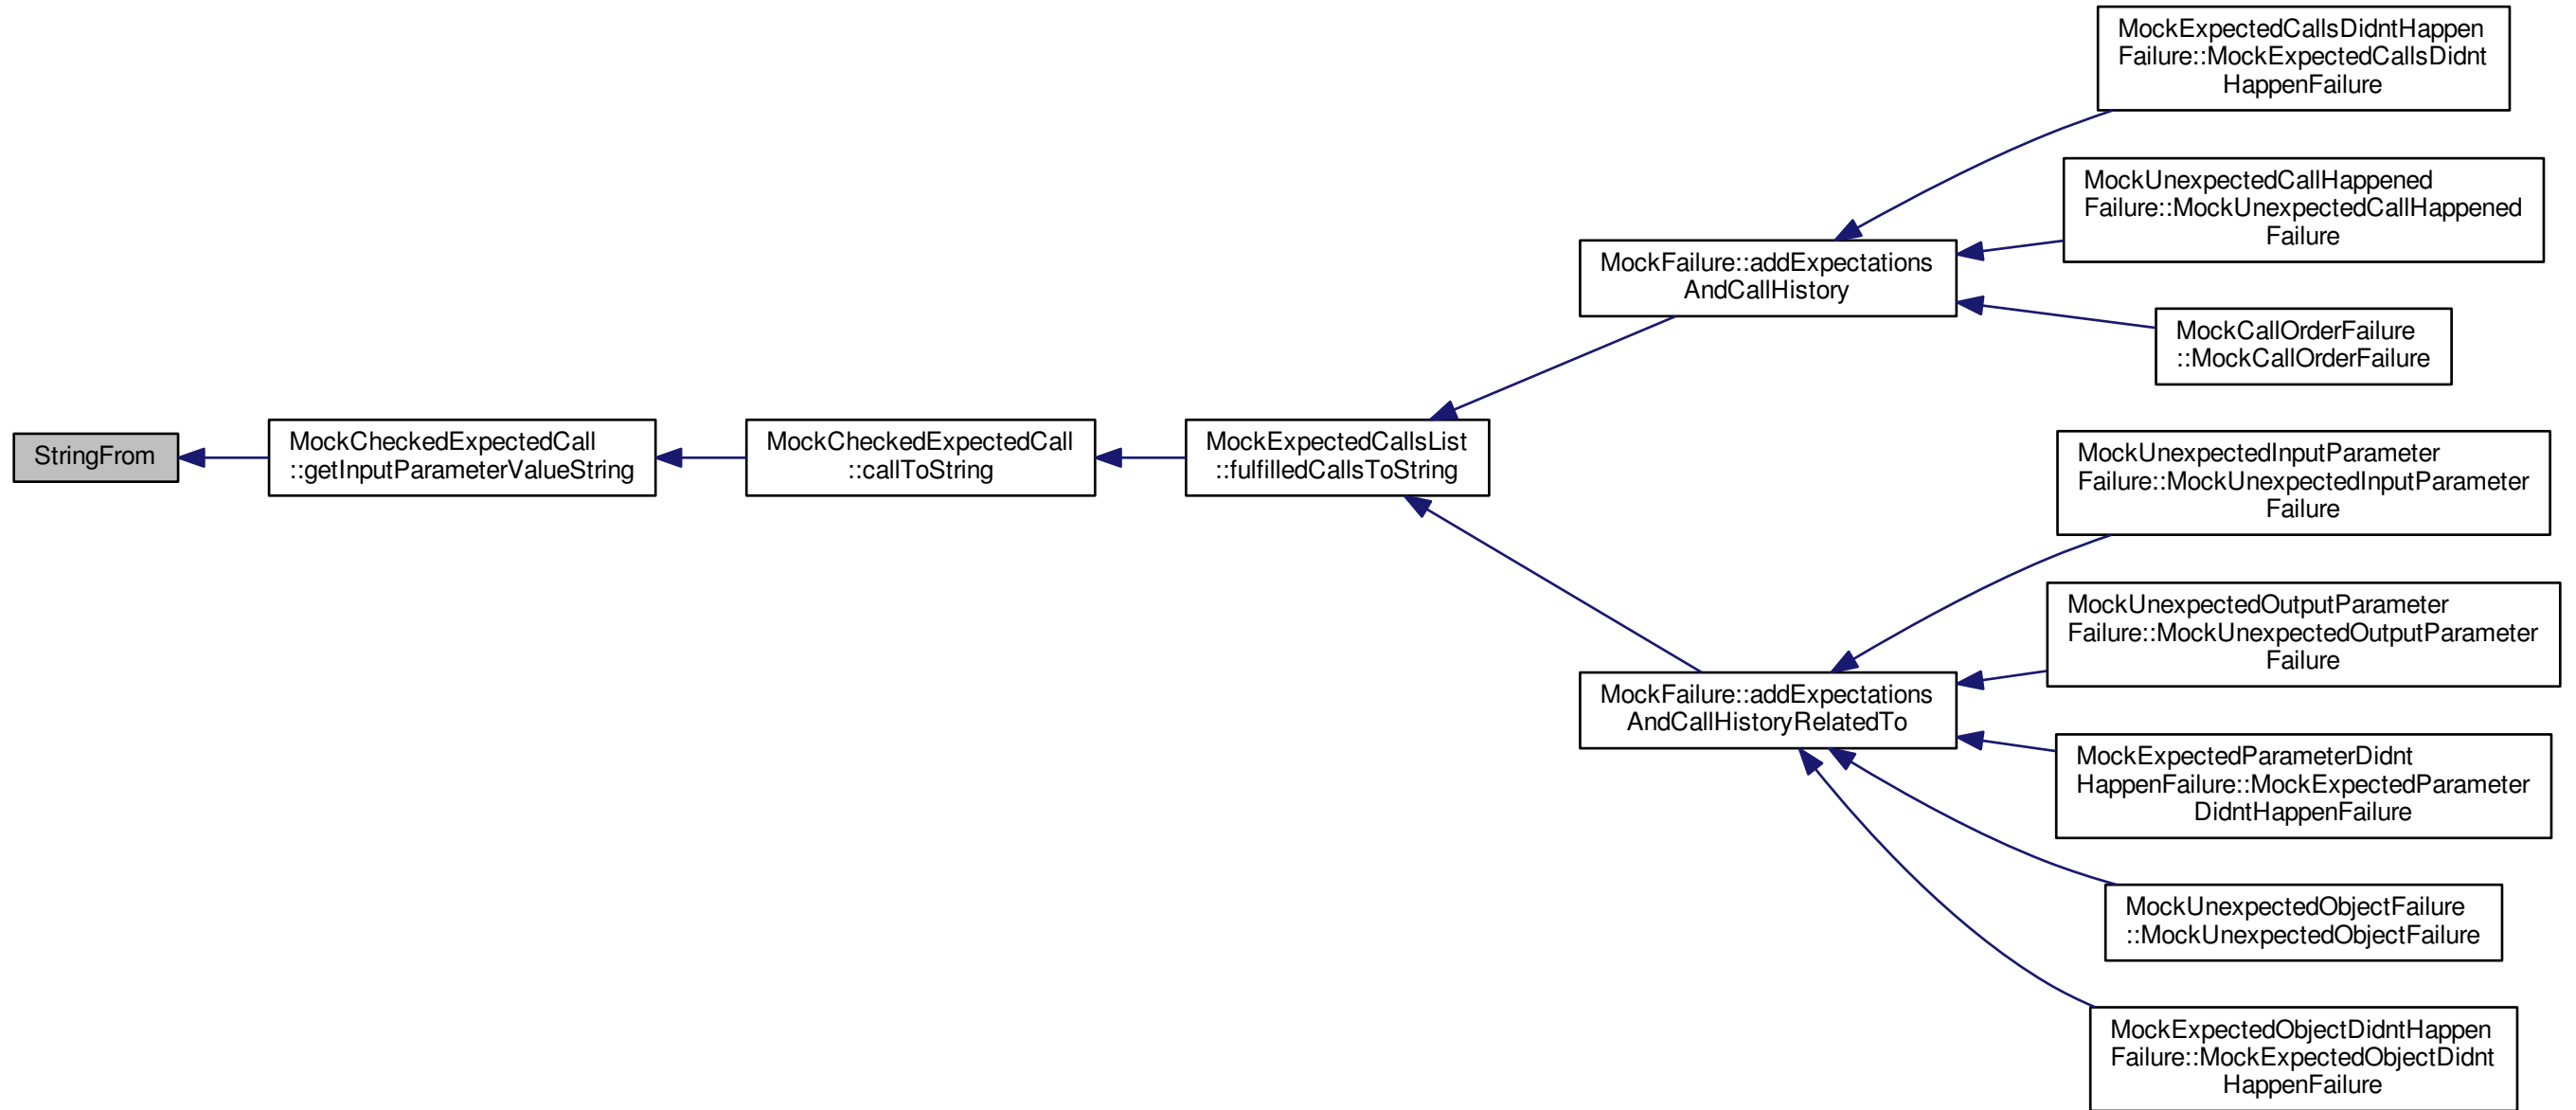 StringFrom
MockCheckedExpectedCall
::getInputParameterValueString
MockCheckedExpectedCall
::callToString
MockExpectedCallsList
::fulfilledCallsToString
MockFailure::addExpectations
AndCallHistory
MockExpectedCallsDidntHappen
Failure::MockExpectedCallsDidnt
HappenFailure
MockUnexpectedCallHappened
Failure::MockUnexpectedCallHappened
Failure
MockCallOrderFailure
::MockCallOrderFailure
MockFailure::addExpectations
AndCallHistoryRelatedTo
MockUnexpectedInputParameter
Failure::MockUnexpectedInputParameter
Failure
MockUnexpectedOutputParameter
Failure::MockUnexpectedOutputParameter
Failure
MockExpectedParameterDidnt
HappenFailure::MockExpectedParameter
DidntHappenFailure
MockUnexpectedObjectFailure
::MockUnexpectedObjectFailure
MockExpectedObjectDidntHappen
Failure::MockExpectedObjectDidnt
HappenFailure